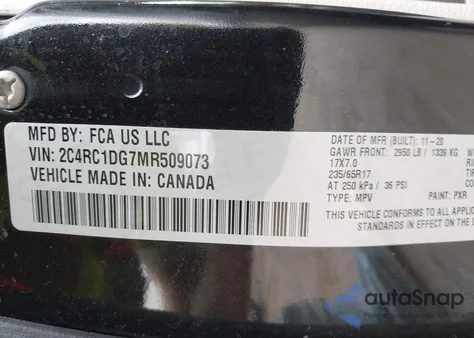 MFD BY: FCA US LLC
VIN: 2C4RC1DG7MR509073
VEHICLE MADE IN: CANADA
DATE OF MFR (BUILT): 11-20
GAWR FRONT: 2950 LB / 1339 KG
17X7.0
235/65R17
AT 250 kPa / 36 PSI
TYPE: MPV PAINT: PXR
THIS VEHICLE CONFORMS TO ALL
STANDARDS IN EFFECT ON THE
autoSnap